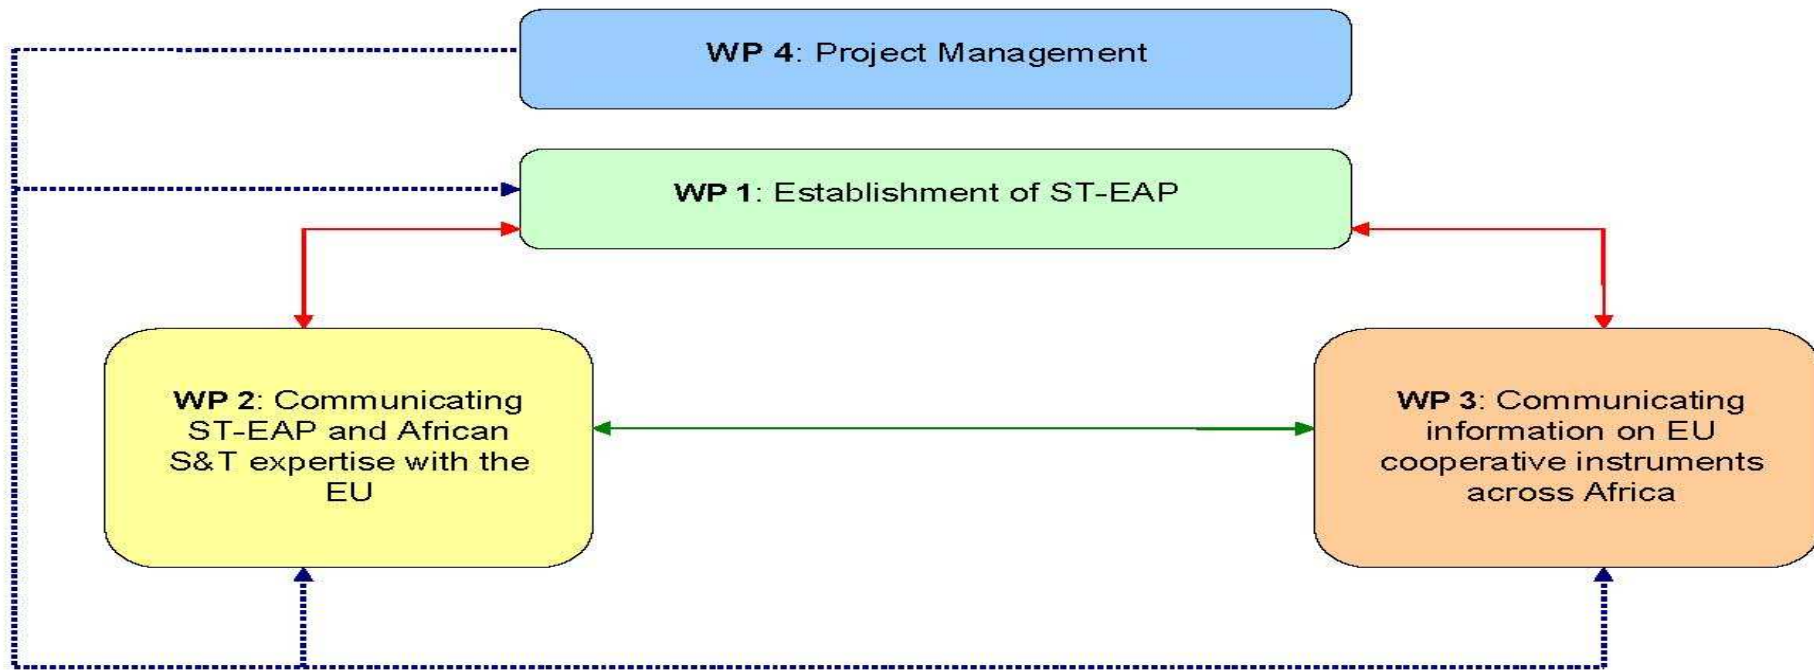 WP 4: Project Management
WP 1: Establishment of ST-EAP
WP 2: Communicating
ST-EAP and African
S&T expertise with the
EU
WP 3: Communicating
information on EU
cooperative instruments
across Africa